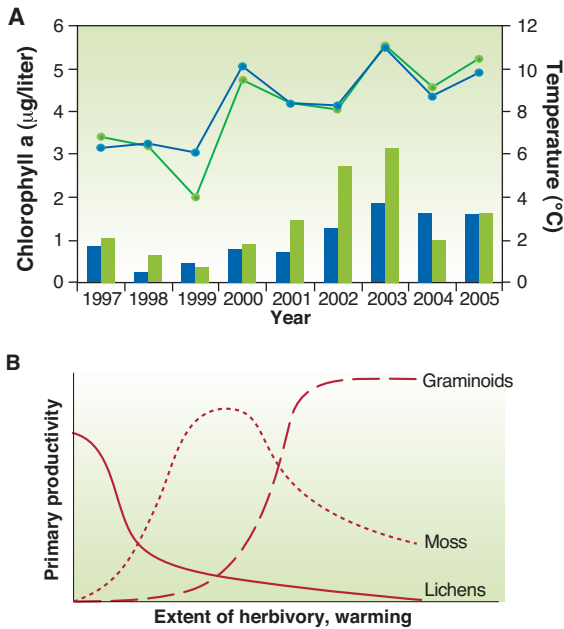 A
Chlorophyll a (µg/liter)
6
5
4
3
2
1
0
12
10
8
6
4
2
0
Temperature (°C)
1997 1998 1999 2000 2001 2002 2003 2004 2005
Year
B
Primary productivity
Graminoids
Moss
Lichens
Extent of herbivory, warming